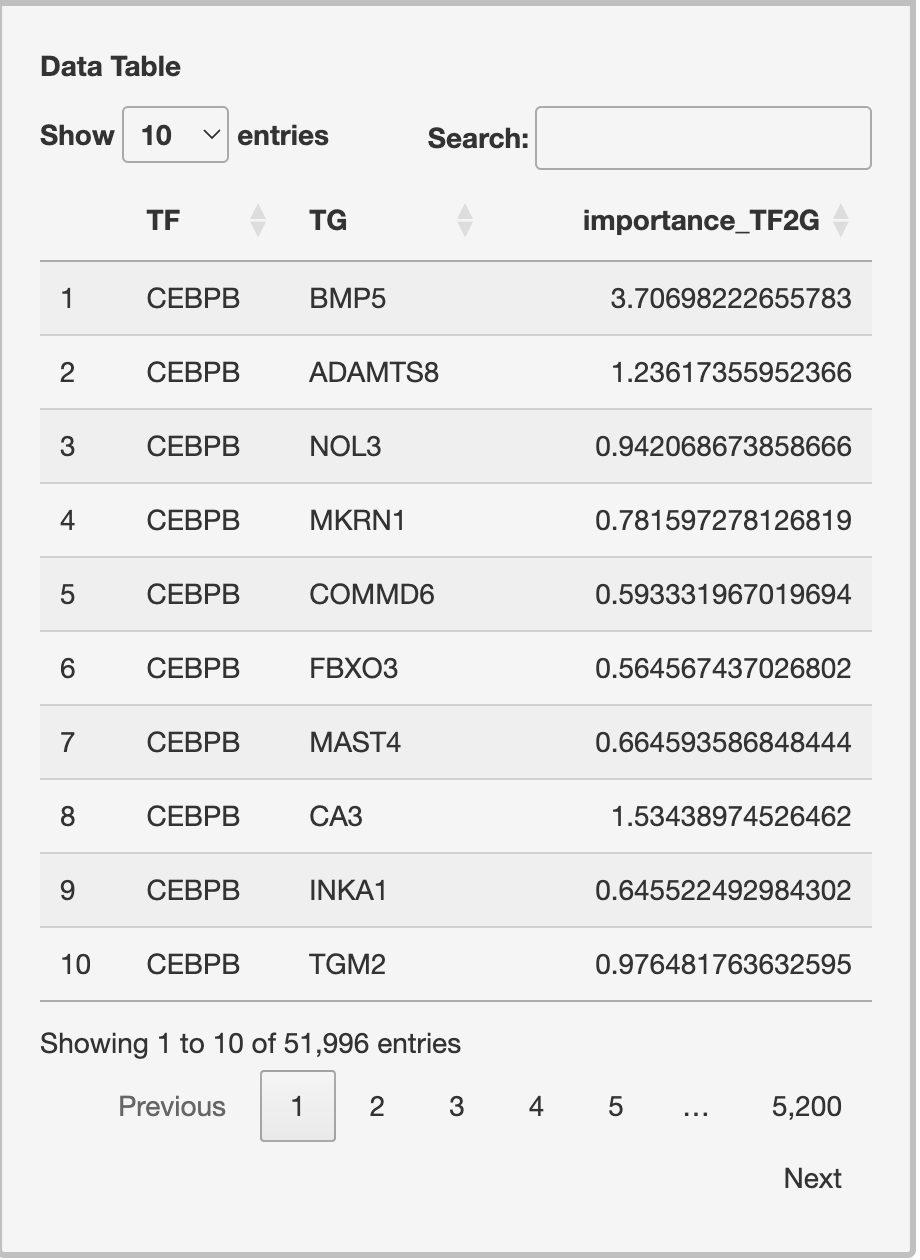 Data Table
Show 10 entries Search:
TF TG importance_TF2G
1 CEBPB BMP5 3.70698222655783
2 CEBPB ADAMTS8 1.23617355952366
3 CEBPB NOL3 0.942068673858666
4 CEBPB MKRN1 0.781597278126819
5 CEBPB COMMD6 0.593331967019694
6 CEBPB FBXO3 0.564567437026802
7 CEBPB MAST4 0.664593586848444
8 CEBPB CA3 1.53438974526462
9 CEBPB INKA1 0.645522492984302
10 CEBPB TGM2 0.976481763632595
Showing 1 to 10 of 51,996 entries
Previous 1 2 3 4 5 … 5,200
Next